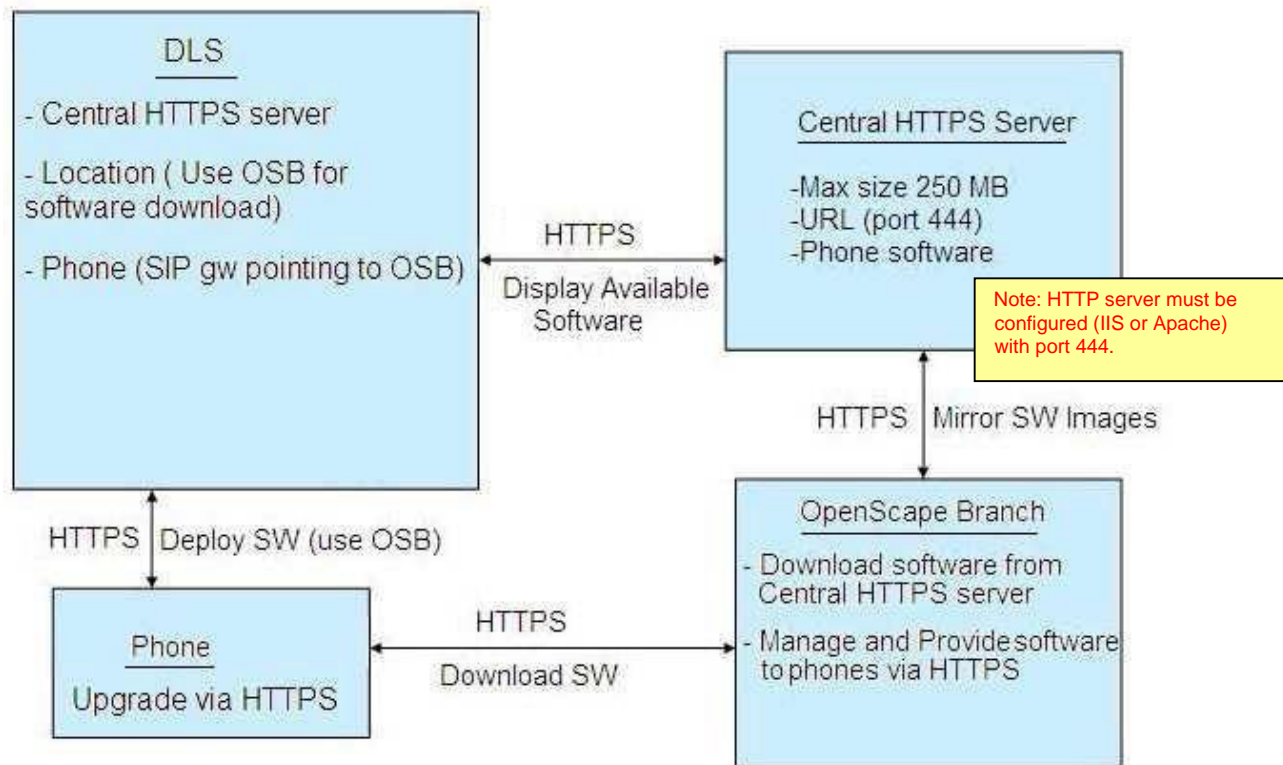 DLS
- Central HTTPS server
- Location ( Use OSB for
software download)
- Phone (SIP gw pointing to OSB)
HTTPS
Display Available
Software
Central HTTPS Server
-Max size 250 MB
-URL (port 444)
-Phone software
Note: HTTP server must be
configured (IIS or Apache)
with port 444.
HTTPS
Mirror SW Images
HTTPS
Deploy SW (use OSB)
Phone
Upgrade via HTTPS
HTTPS
Download SW
OpenScape Branch
- Download software from
Central HTTPS server
- Manage and Provide software
to phones via HTTPS